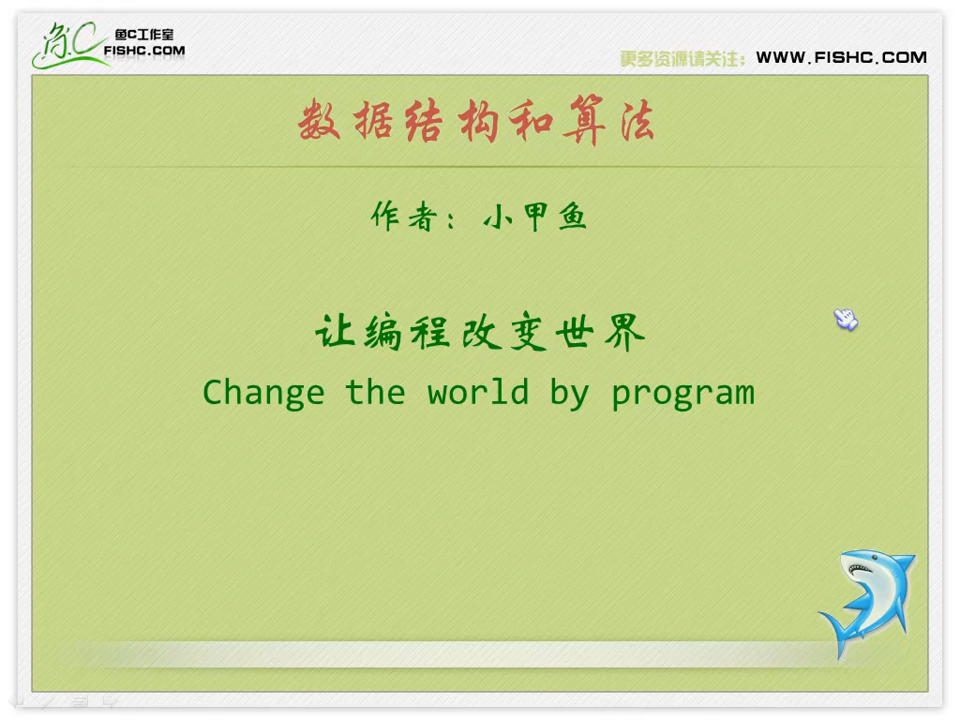 鱼C
鱼C工作室
FISHC.COM
更多资源请关注：WWW.FISHC.COM
数据结构和算法
作者：小甲鱼
让编程改变世界
Change the world by program